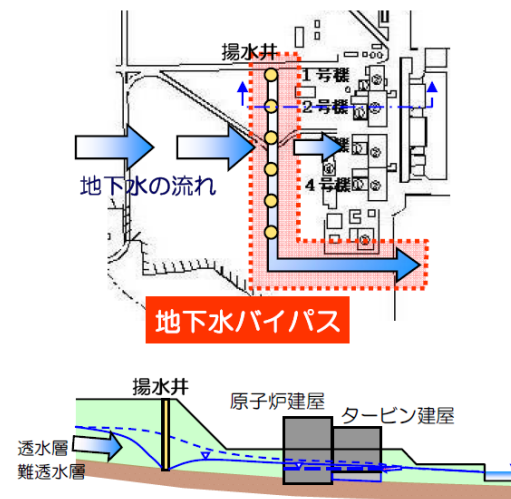 揚水井
1号機
2号機
号機
4号機
地下水の流れ
地下水バイパス
揚水井
原子炉建屋
タービン建屋
透水層
難透水層